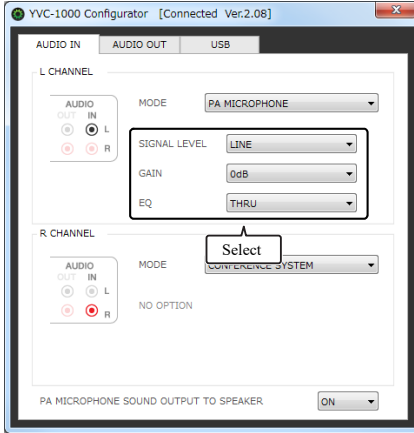 YVC-1000 Configurator [Connected Ver.2.08]
AUDIO IN AUDIO OUT USB
L CHANNEL
AUDIO
OUT IN
L
R
MODE PA MICROPHONE
SIGNAL LEVEL LINE
GAIN 0dB
EQ THRU
Select
R CHANNEL
AUDIO
OUT IN
L
R
MODE CONFERENCE SYSTEM
NO OPTION
PA MICROPHONE SOUND OUTPUT TO SPEAKER ON